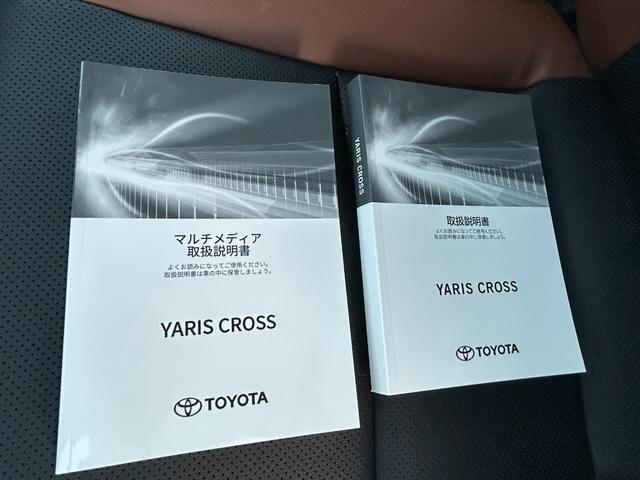 マルチメディア
取扱説明書
よくお読みになってご使用ください。
取扱説明書は車の中に保管しましょう。
YARIS CROSS
TOYOTA
YARIS CROSS
取扱説明書
よくお読みになってご使用ください。
取扱説明書は車の中に保管しましょう。
YARIS CROSS
TOYOTA